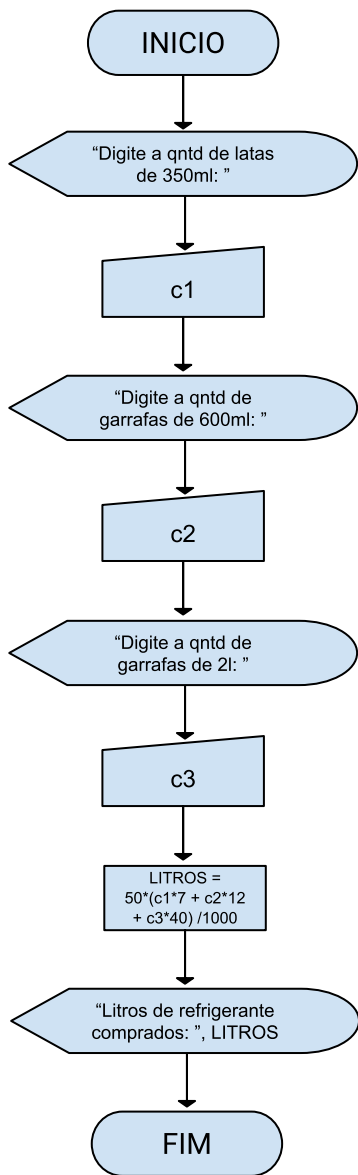 INICIO
“Digite a qntd de latas
de 350ml: ”
c1
“Digite a qntd de
garrafas de 600ml: ”
c2
“Digite a qntd de
garrafas de 2l: ”
c3
LITROS =
50*(c1*7 + c2*12
+ c3*40) /1000
“Litros de refrigerante
comprados: ”, LITROS
FIM